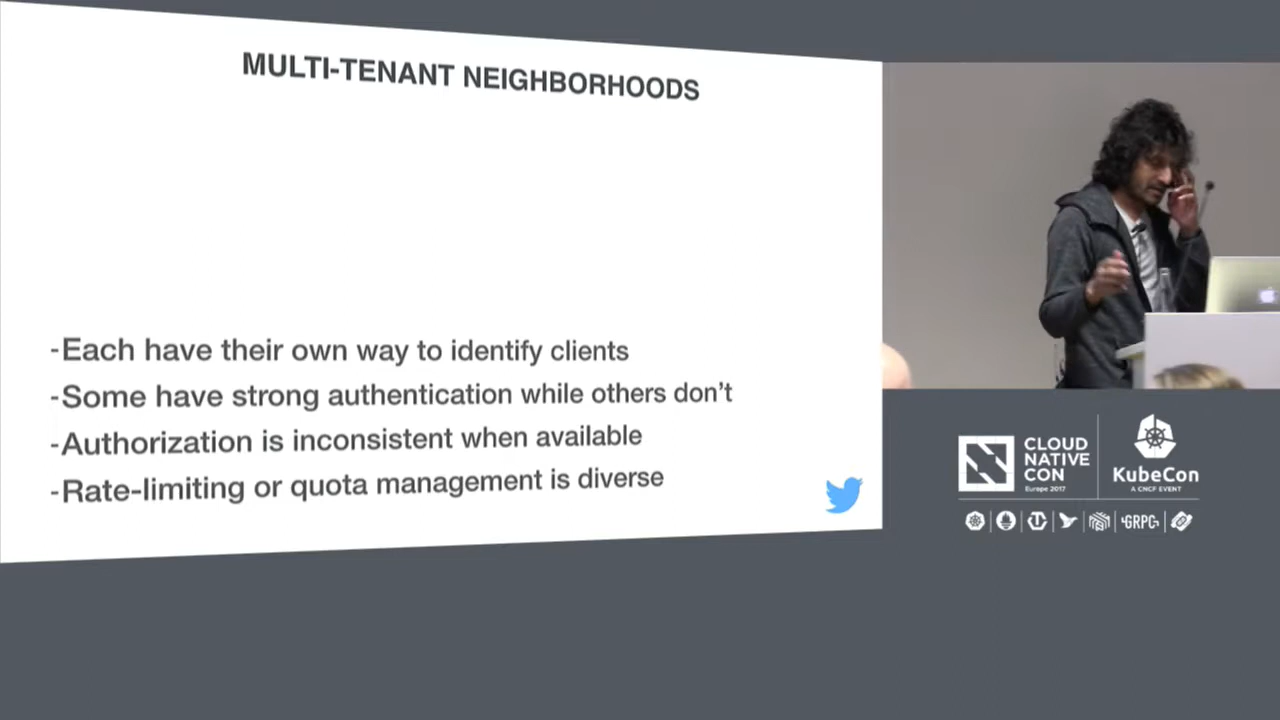 MULTI-TENANT NEIGHBORHOODS
-Each have their own way to identify clients
-Some have strong authentication while others don’t
-Authorization is inconsistent when available
-Rate-limiting or quota management is diverse
CLOUD
NATIVE
CON
Europe 2017
KubeCon
A CNCF EVENT
GRPC